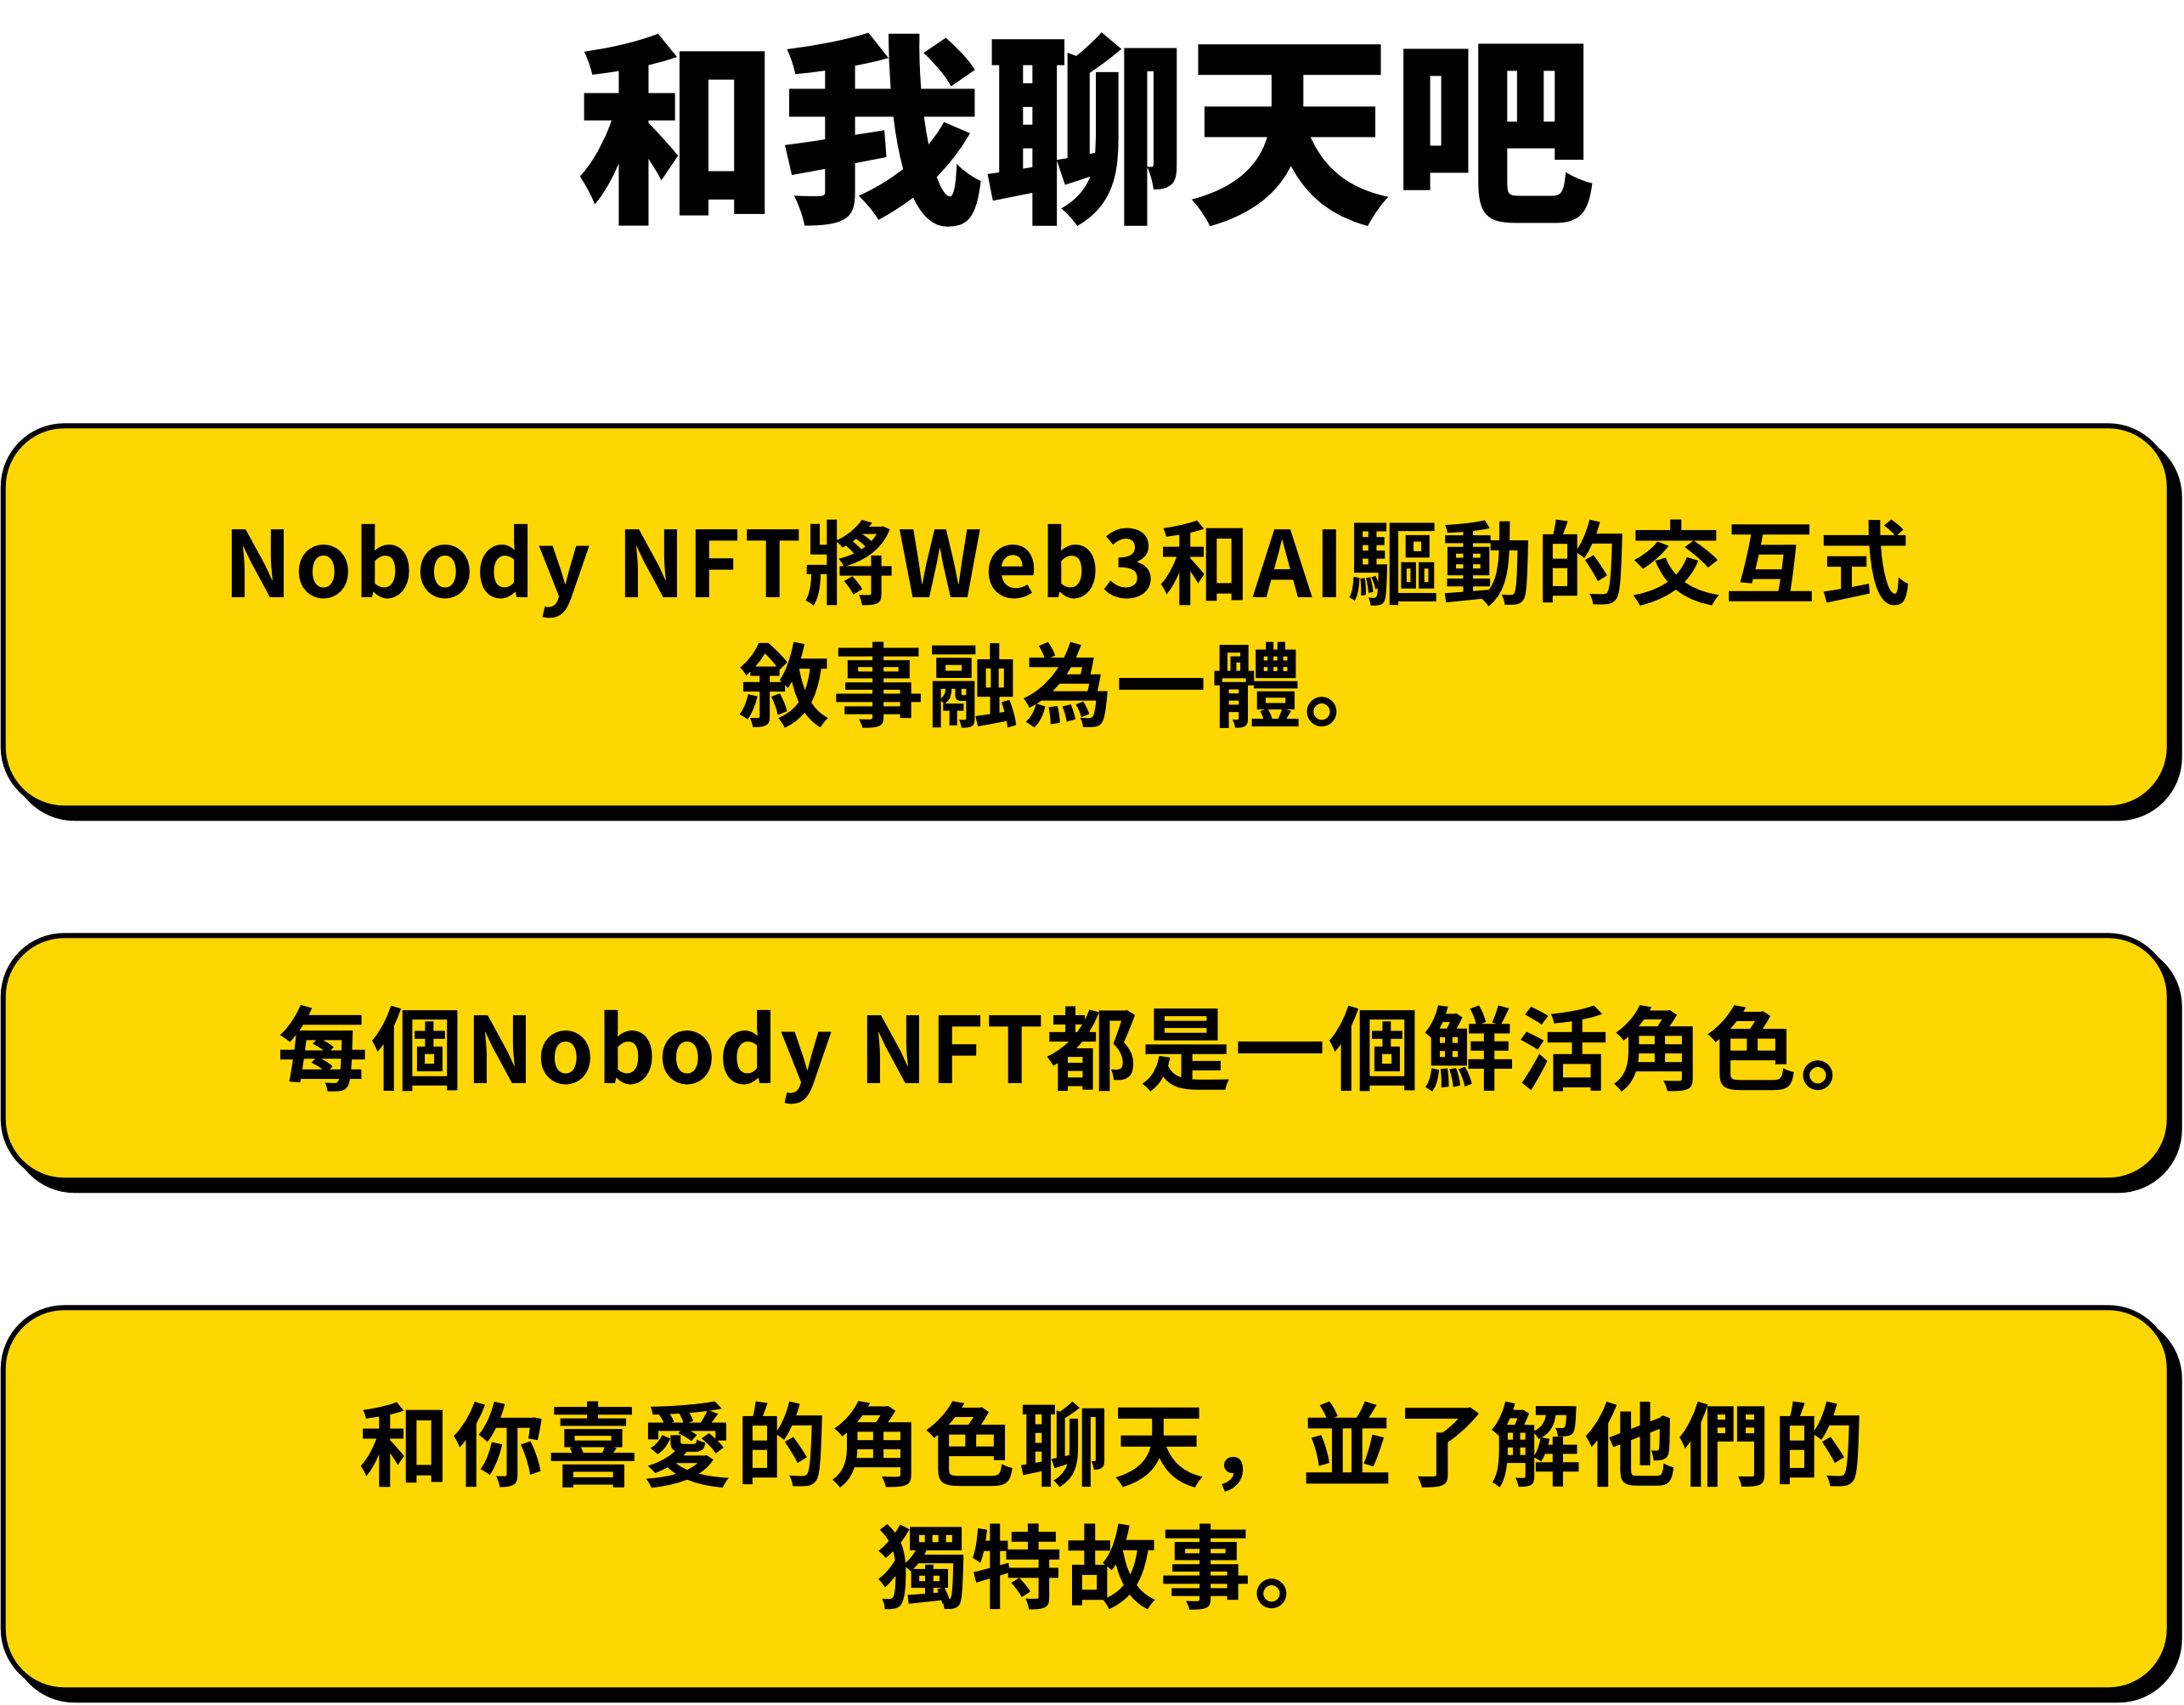 和我聊天吧
Nobody NFT將Web3和AI驅動的交互式
敘事融為一體。
每個Nobody NFT都是一個鮮活角色。
和你喜愛的角色聊天，並了解他們的
獨特故事。